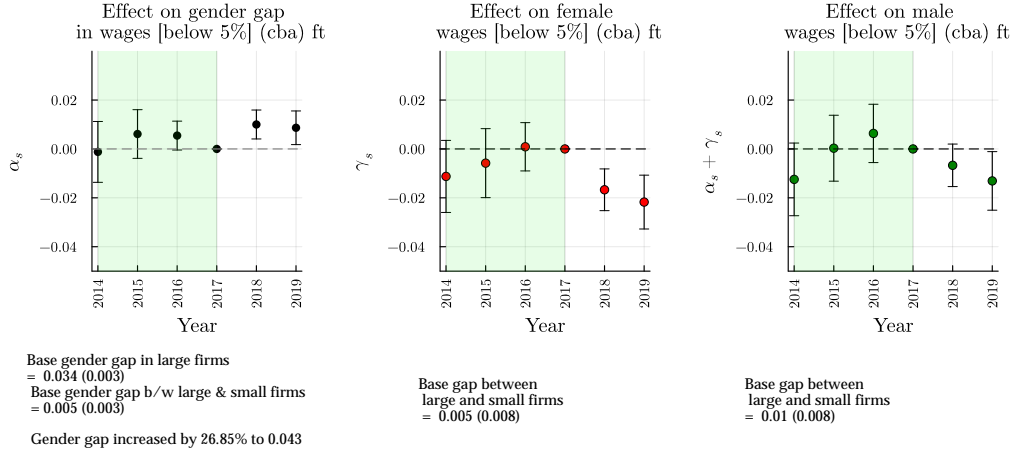 Effect on gender gap
in wages [below 5%] (cba) ft
0.02
0.00
−0.02
−0.04
α_s
2014
2015
2016
2017
2018
2019
Year
Base gender gap in large firms
= 0.034 (0.003)
Base gender gap b/w large & small firms
= 0.005 (0.003)
Gender gap increased by 26.85% to 0.043
Effect on female
wages [below 5%] (cba) ft
0.02
0.00
−0.02
−0.04
γ_s
2014
2015
2016
2017
2018
2019
Year
Base gap between
large and small firms
= 0.005 (0.008)
Effect on male
wages [below 5%] (cba) ft
0.02
0.00
−0.02
−0.04
α_s + γ_s
2014
2015
2016
2017
2018
2019
Year
Base gap between
large and small firms
= 0.01 (0.008)